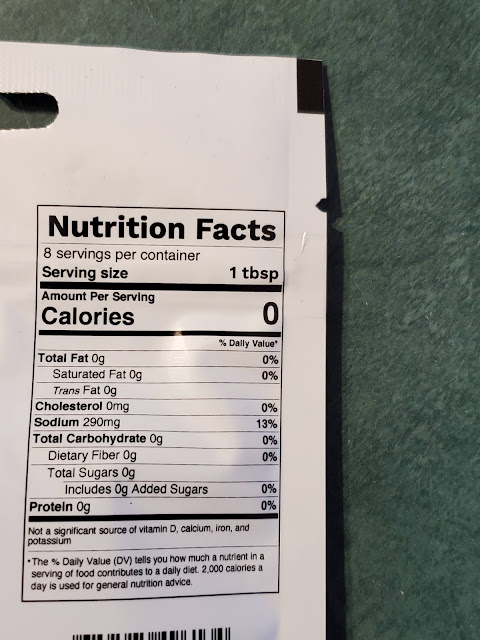 Nutrition Facts
8 servings per container
Serving size 1 tbsp
Amount Per Serving
Calories 0
% Daily Value*
Total Fat 0g 0%
Saturated Fat 0g 0%
Trans Fat 0g
Cholesterol 0mg 0%
Sodium 290mg 13%
Total Carbohydrate 0g 0%
Dietary Fiber 0g 0%
Total Sugars 0g
Includes 0g Added Sugars 0%
Protein 0g 0%
Not a significant source of vitamin D, calcium, iron, and
potassium
*The % Daily Value (DV) tells you how much a nutrient in a
serving of food contributes to a daily diet. 2,000 calories a
day is used for general nutrition advice.